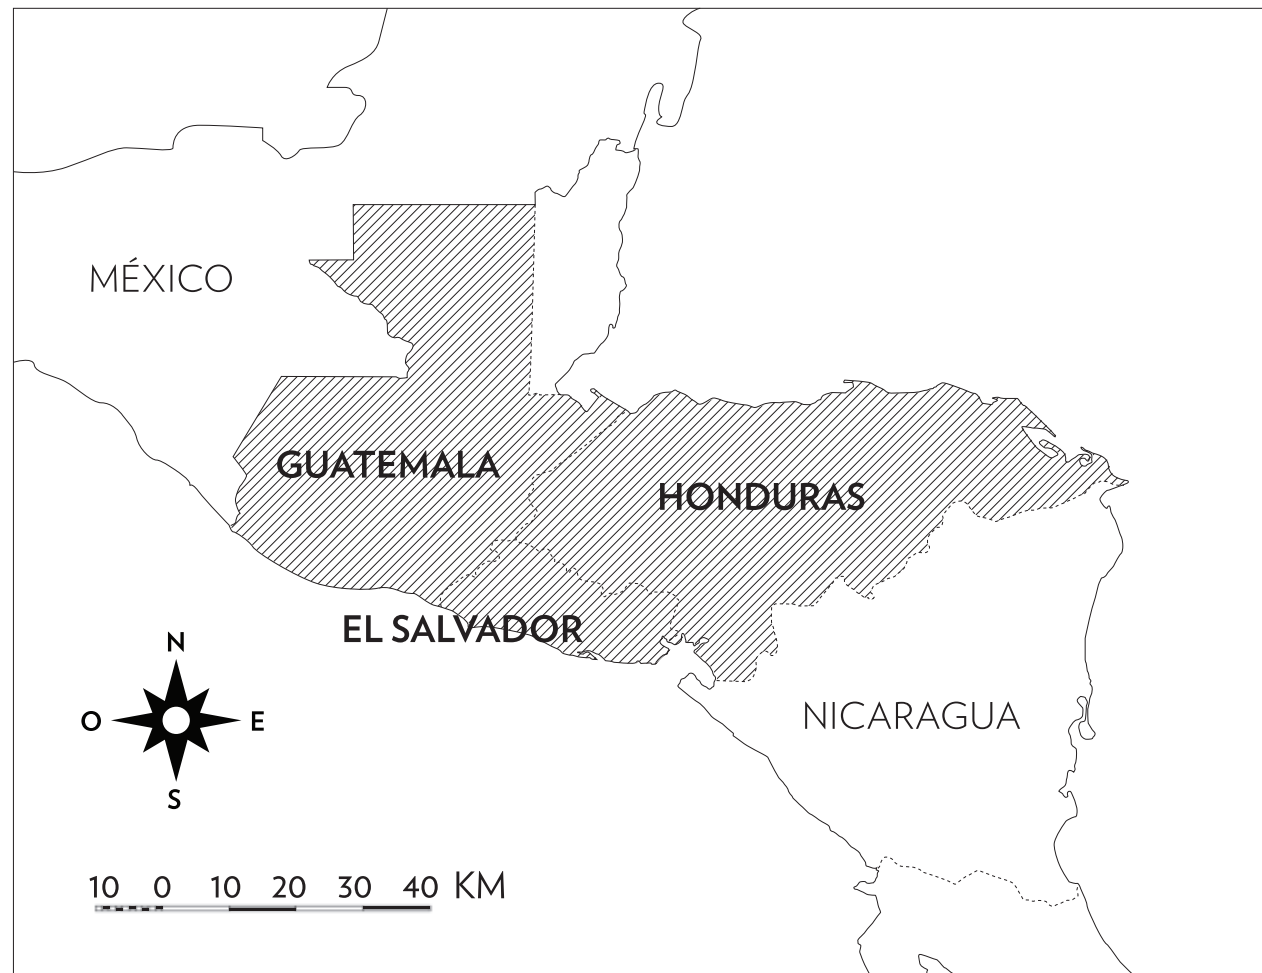 MÉXICO
GUATEMALA
HONDURAS
EL SALVADOR
NICARAGUA
N
O E
S
10 0 10 20 30 40 KM